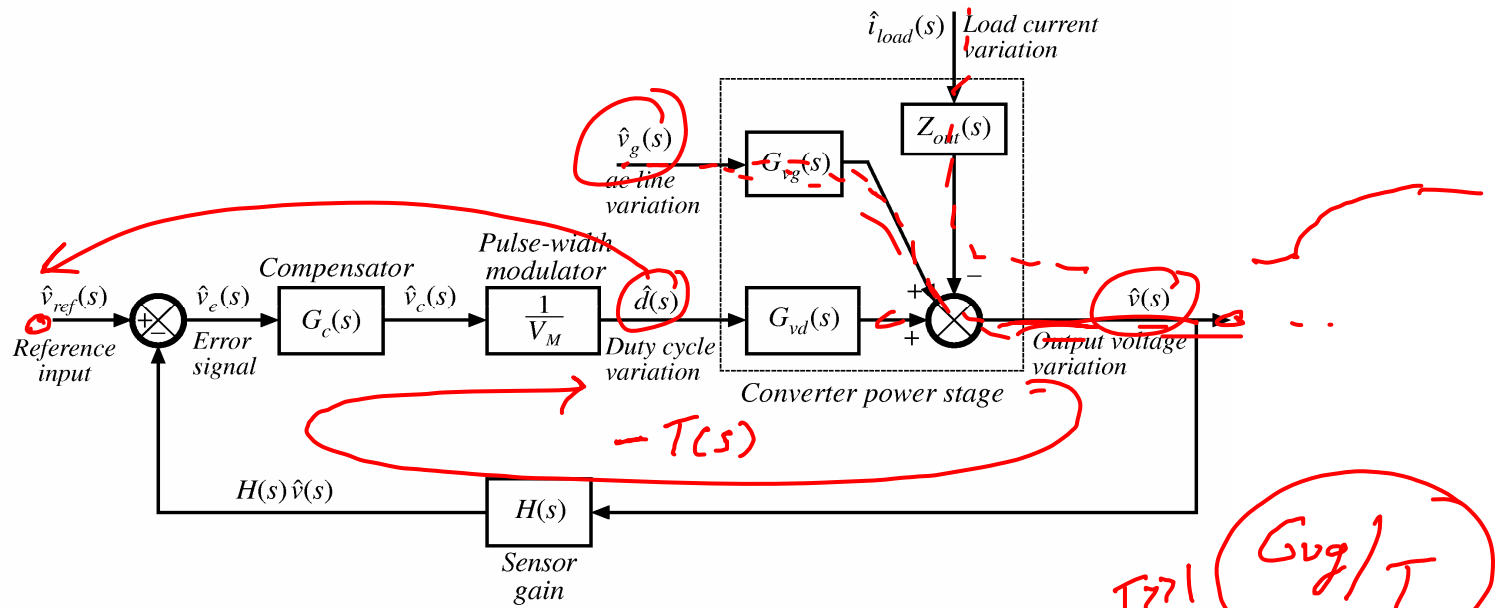 î_load(s) Load current
variation
Z_out(s)
v̂_g(s)
G_vg(s)
ac line
variation
Pulse-width
modulator
Compensator
v̂_ref(s)
+
−
v̂_e(s)
G_c(s)
v̂_c(s)
1
V_M
d̂(s)
G_vd(s)
+
−
+
v̂(s)
Reference
input
Error
signal
Duty cycle
variation
Output voltage
variation
Converter power stage
− T(s)
H(s) v̂(s)
H(s)
Sensor
gain
T>>1
Gvg/T